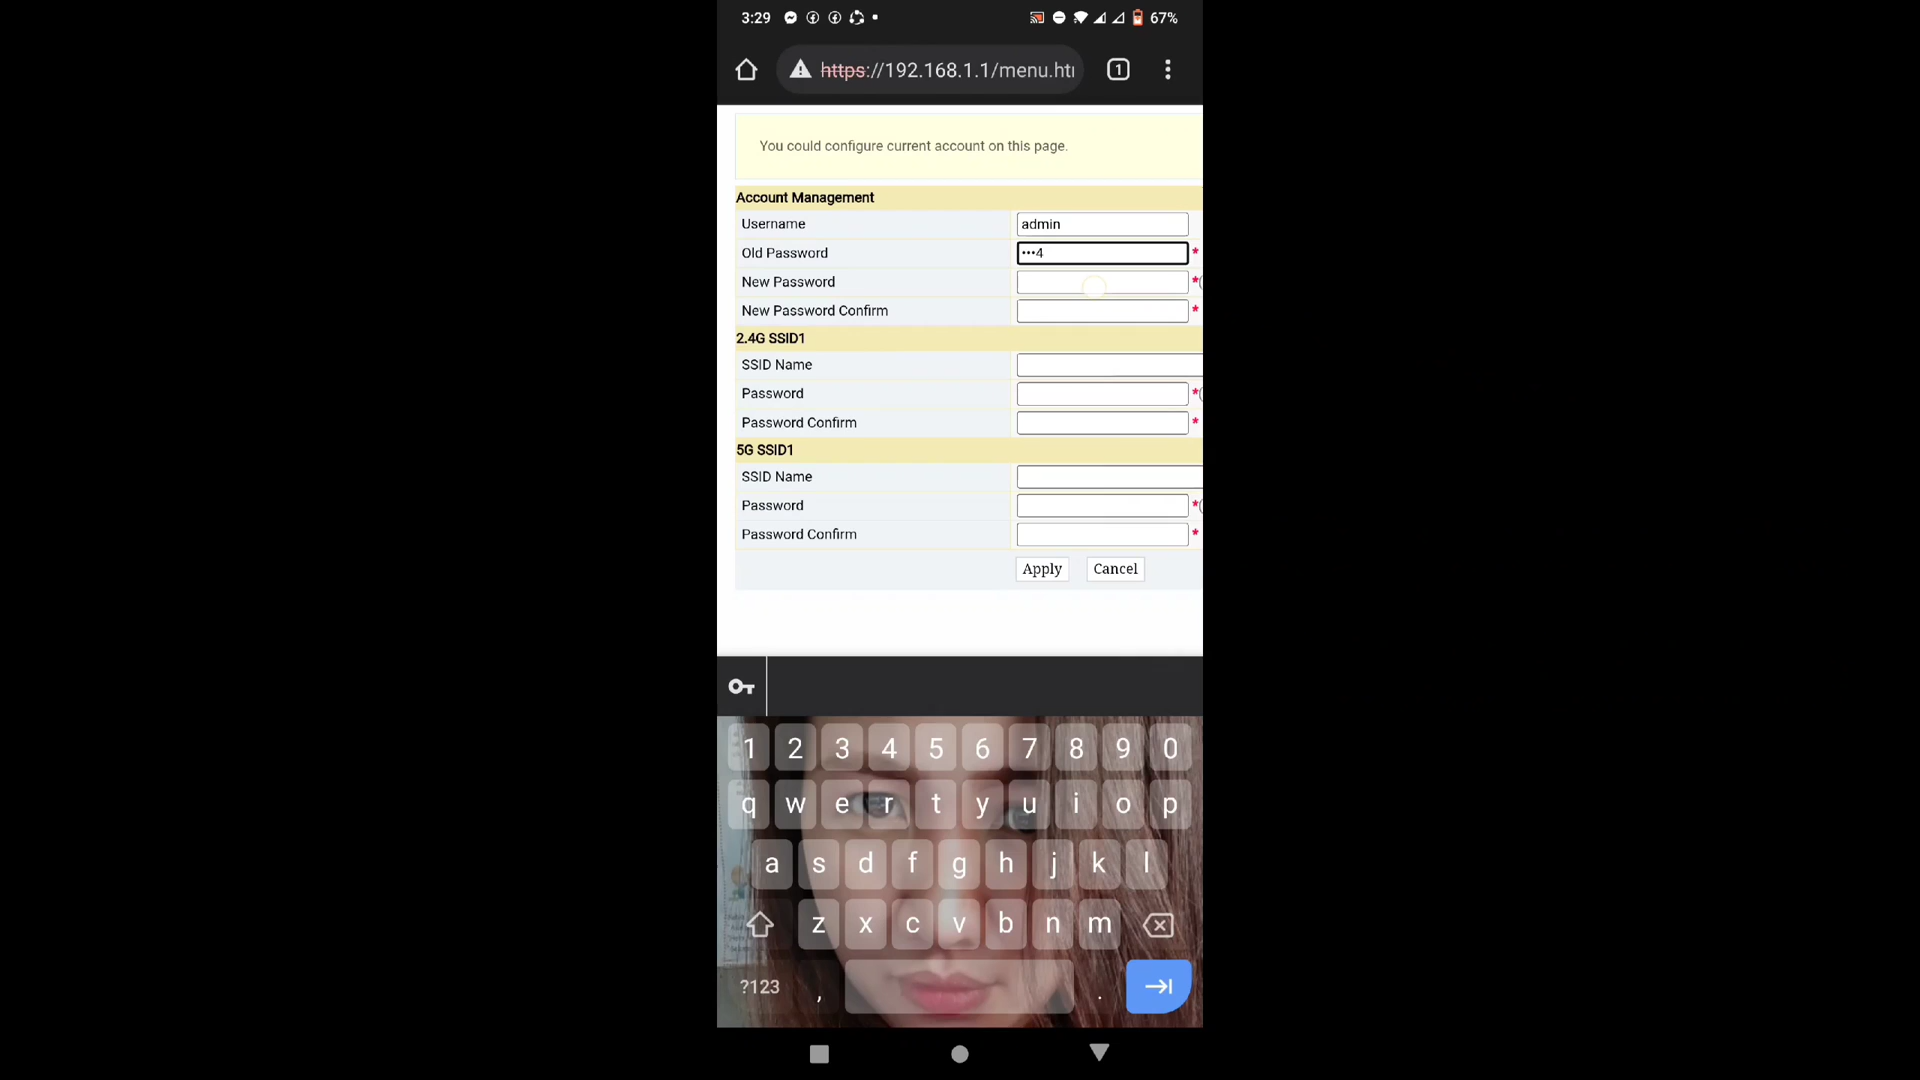 3:29 67%
https://192.168.1.1/menu.ht 1
You could configure current account on this page.
Account Management
Username admin
Old Password •••4 *
New Password *(
New Password Confirm *
2.4G SSID1
SSID Name
Password *(
Password Confirm *
5G SSID1
SSID Name
Password *(
Password Confirm *
Apply Cancel
1 2 3 4 5 6 7 8 9 0
q w e r t y u i o p
a s d f g h j k l
z x c v b n m
?123 , .